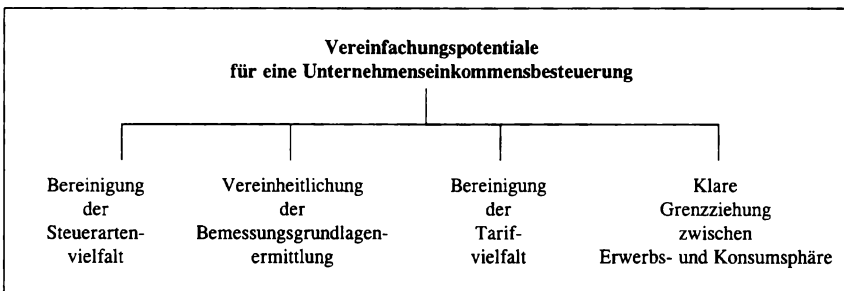 Vereinfachungspotentiale
für eine Unternehmenseinkommensbesteuerung
Bereinigung
der
Steuerarten-
vielfalt
Vereinheitlichung
der
Bemessungsgrundlagen-
ermittlung
Bereinigung
der
Tarif-
vielfalt
Klare
Grenzziehung
zwischen
Erwerbs- und Konsumsphäre